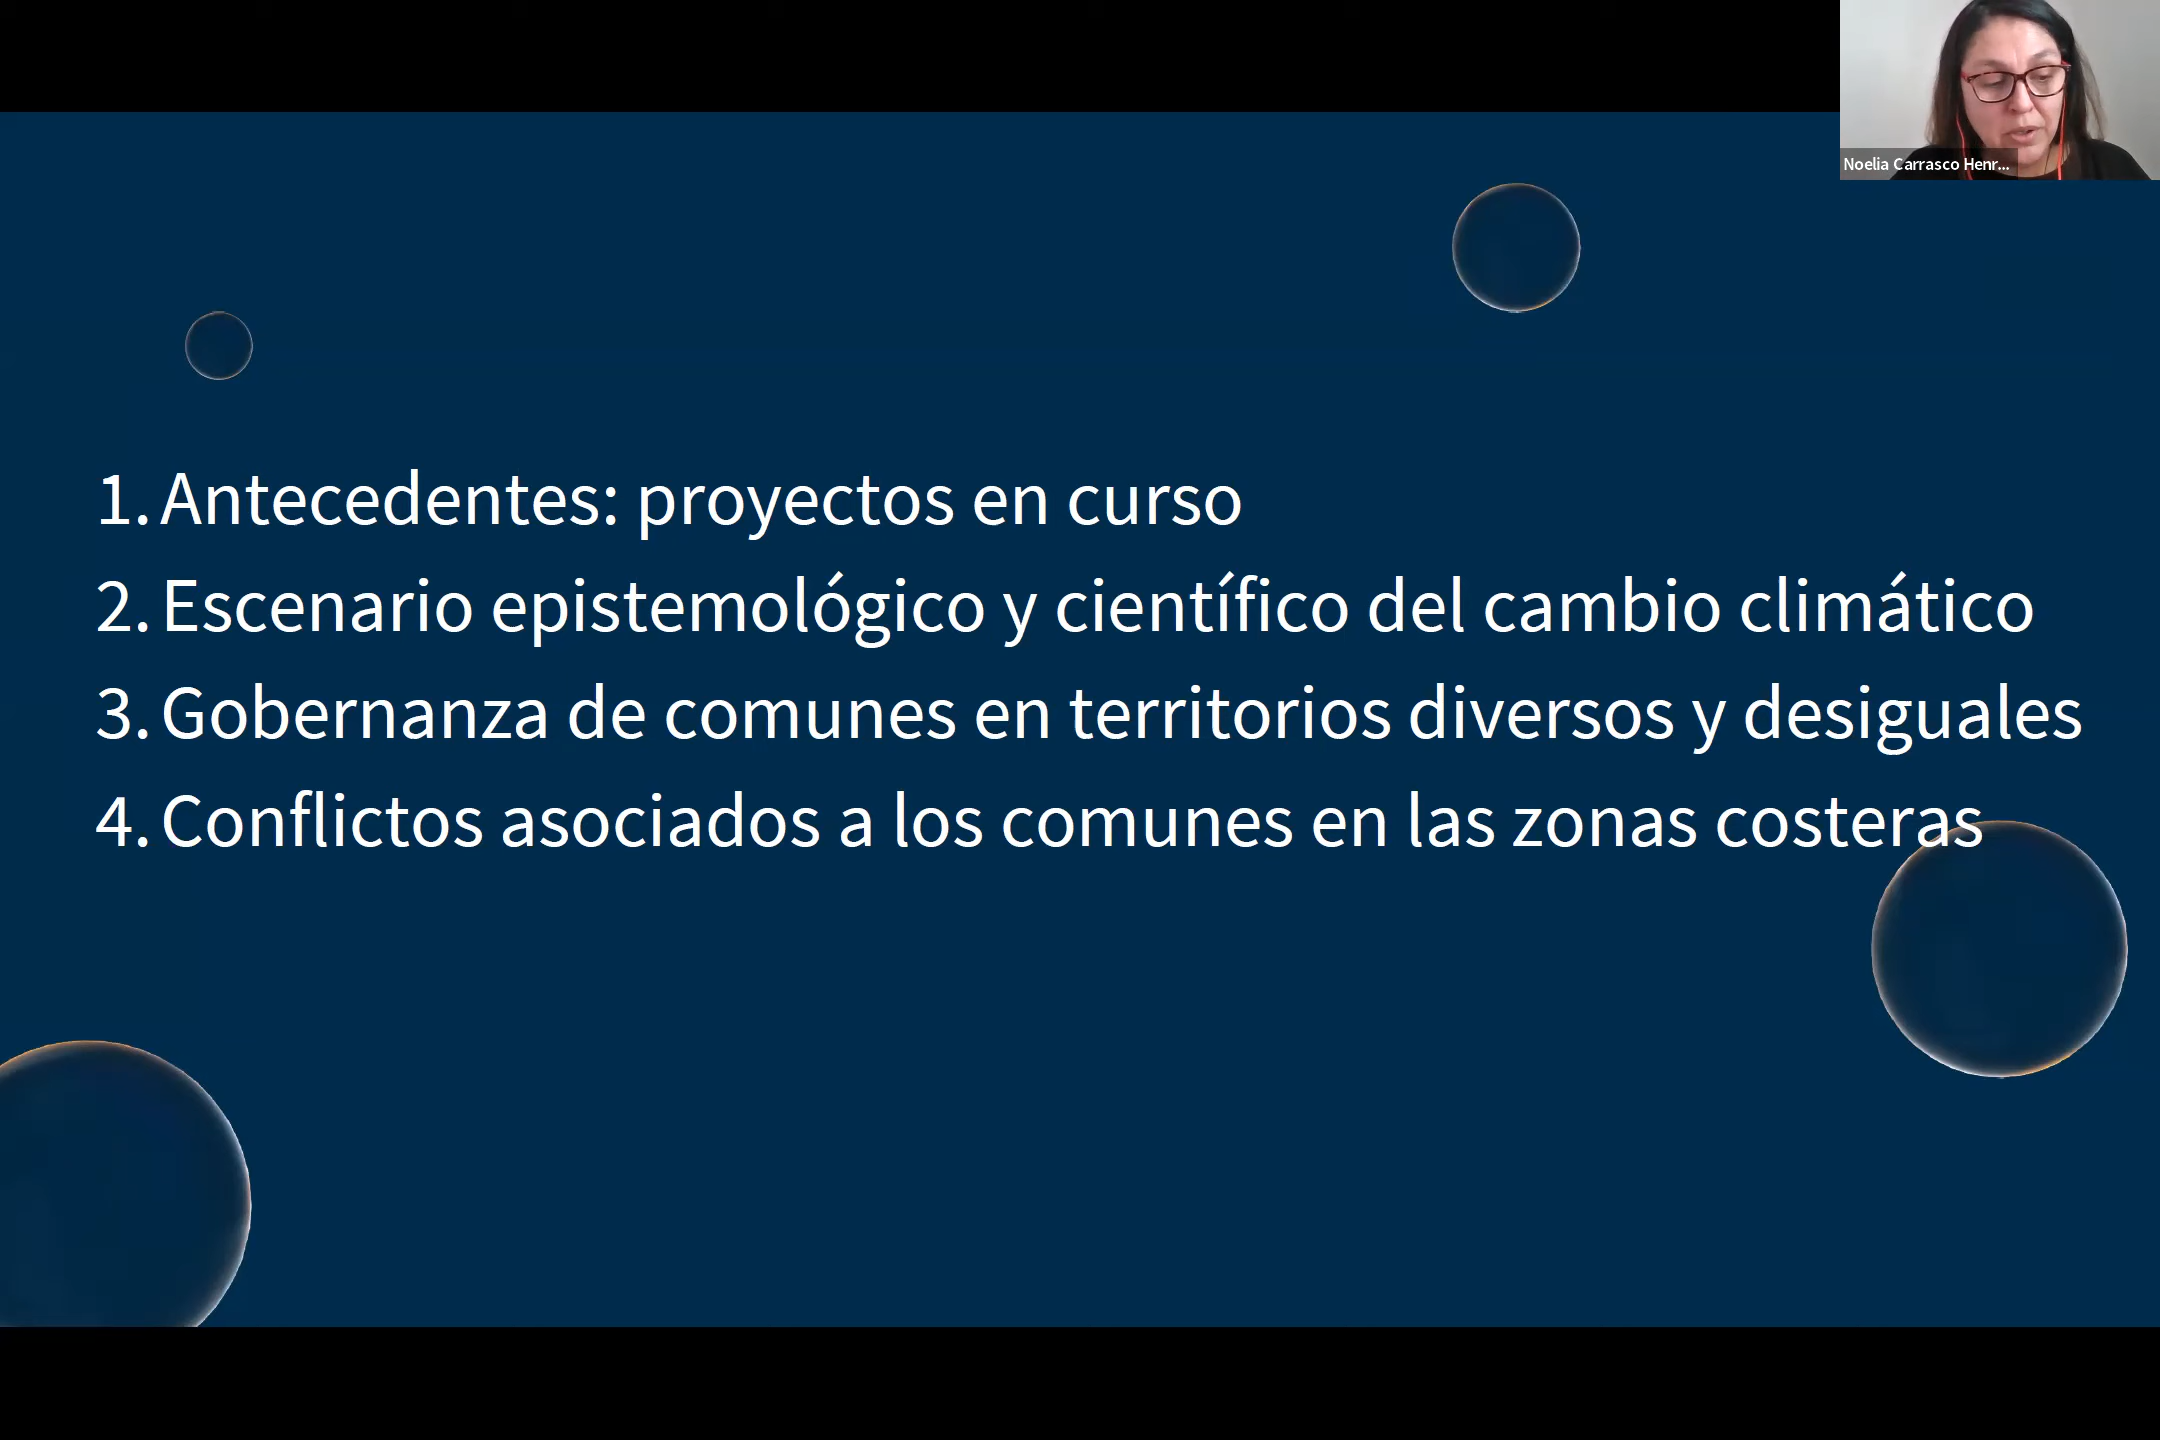 Noelia Carrasco Henr...
1. Antecedentes: proyectos en curso
2. Escenario epistemológico y científico del cambio climático
3. Gobernanza de comunes en territorios diversos y desiguales
4. Conflictos asociados a los comunes en las zonas costeras